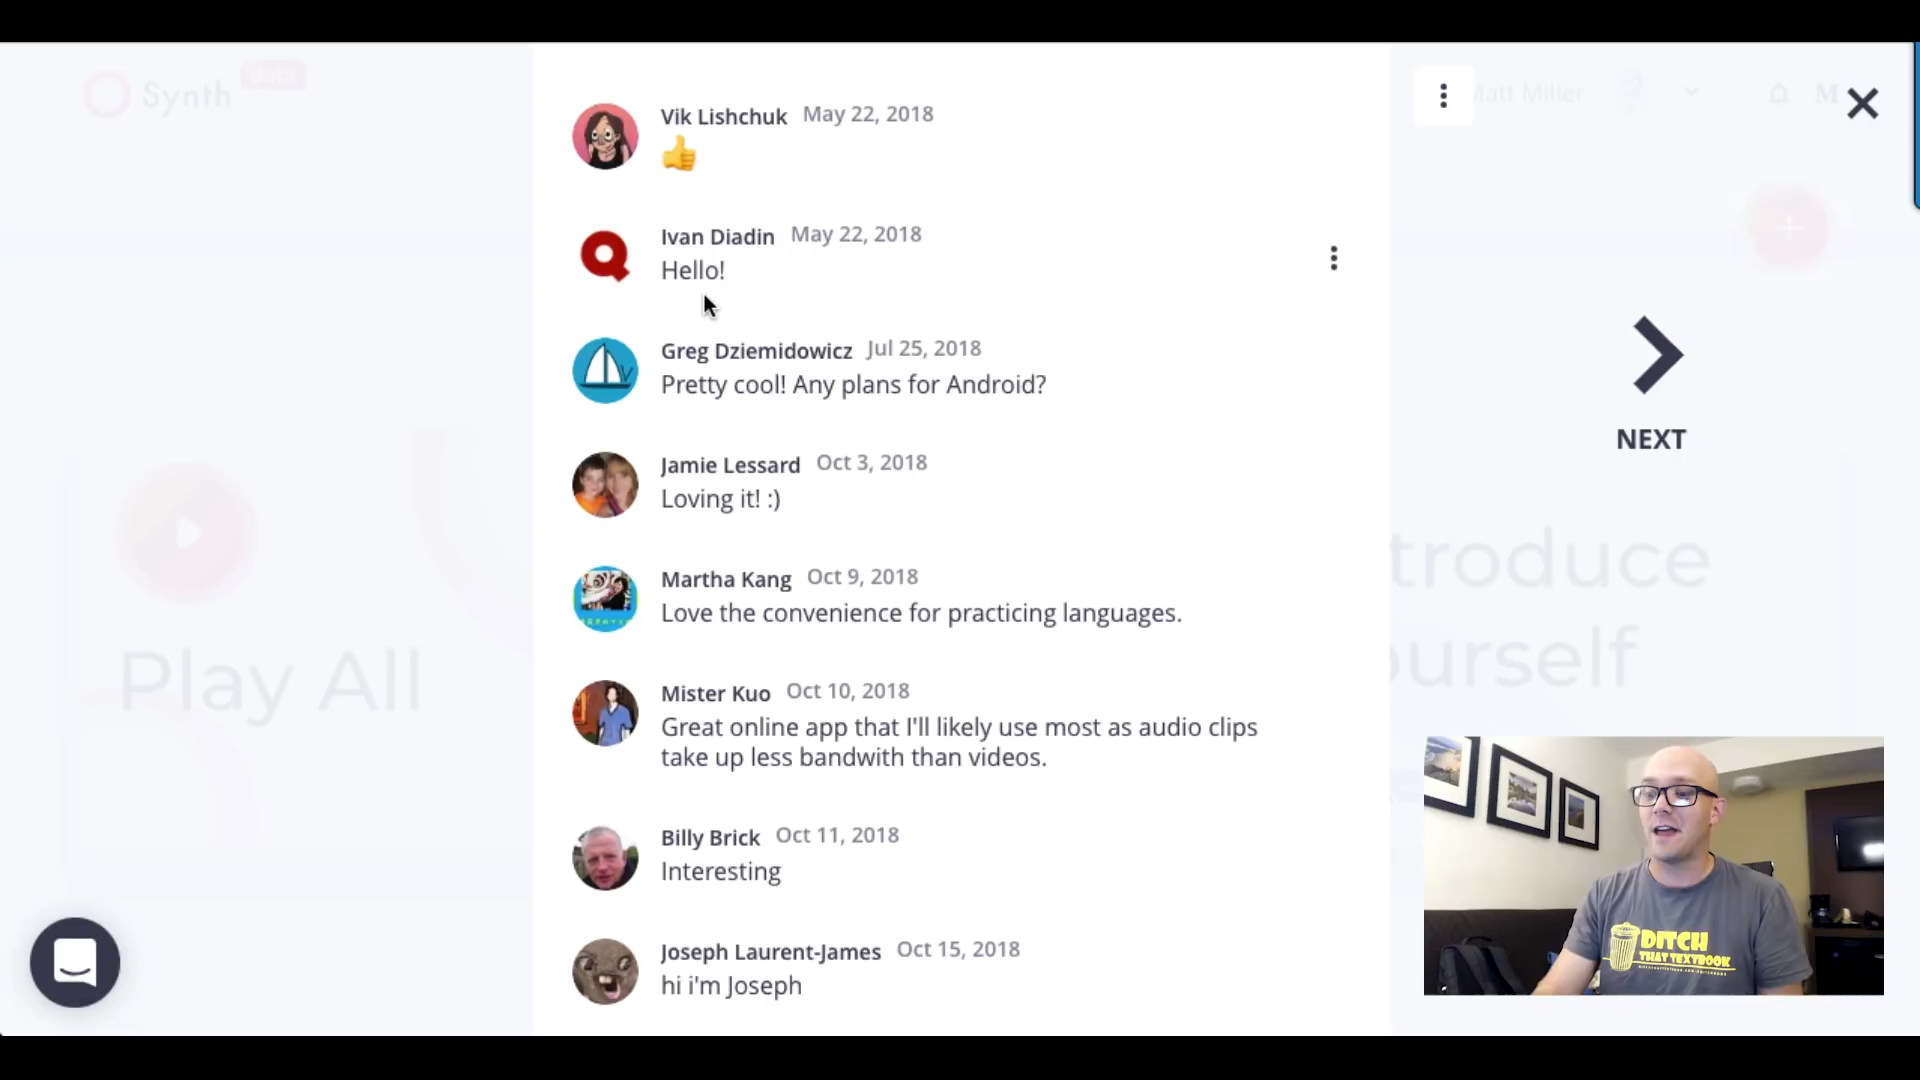 Synth
Beta
Matt Miller
M
Vik Lishchuk May 22, 2018
👍
Ivan Diadin May 22, 2018
Hello!
Greg Dziemidowicz Jul 25, 2018
Pretty cool! Any plans for Android?
Jamie Lessard Oct 3, 2018
Loving it! :)
Martha Kang Oct 9, 2018
Love the convenience for practicing languages.
Mister Kuo Oct 10, 2018
Great online app that I'll likely use most as audio clips
take up less bandwith than videos.
Billy Brick Oct 11, 2018
Interesting
Joseph Laurent-James Oct 15, 2018
hi i'm Joseph
NEXT
Play All
troduce
ourself
DITCH
THAT TEXTBOOK